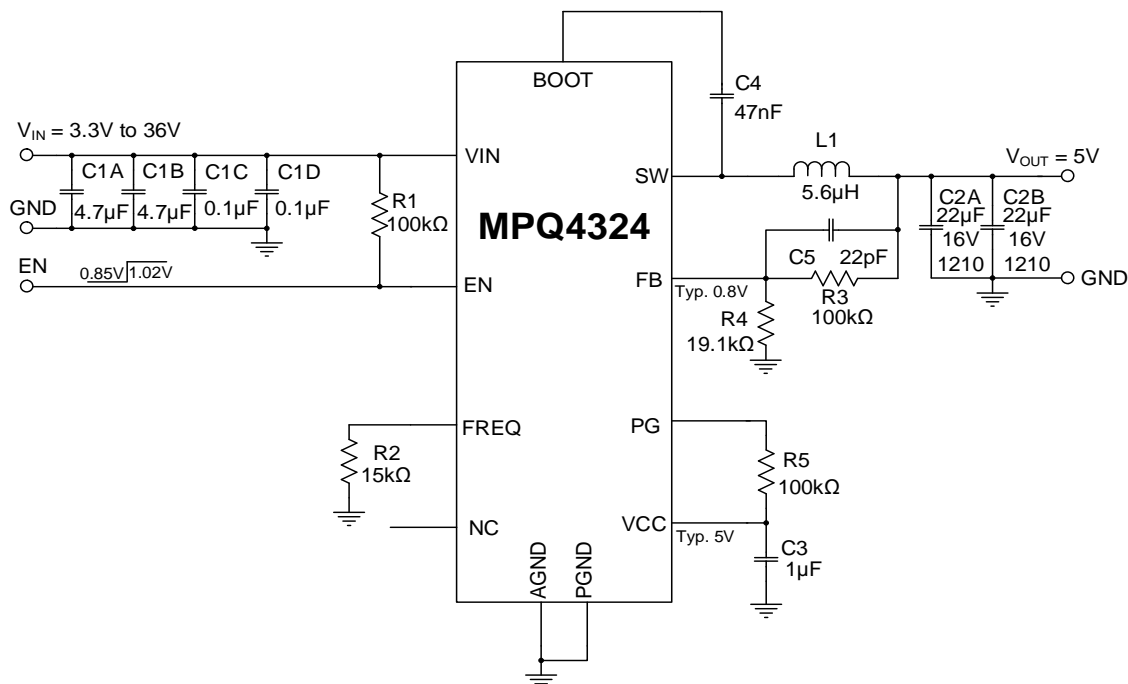 BOOT
C4
47nF
V_IN = 3.3V to 36V
VIN
C1A
C1B
C1C
C1D
4.7µF
4.7µF
0.1µF
0.1µF
GND
R1
100kΩ
EN
0.85V
1.02V
EN
MPQ4324
SW
L1
5.6µH
V_OUT = 5V
C2A
22µF
16V
1210
C2B
22µF
16V
1210
GND
C5
22pF
FB
Typ. 0.8V
R3
100kΩ
R4
19.1kΩ
FREQ
R2
15kΩ
NC
PG
R5
100kΩ
VCC
Typ. 5V
C3
1µF
AGND
PGND